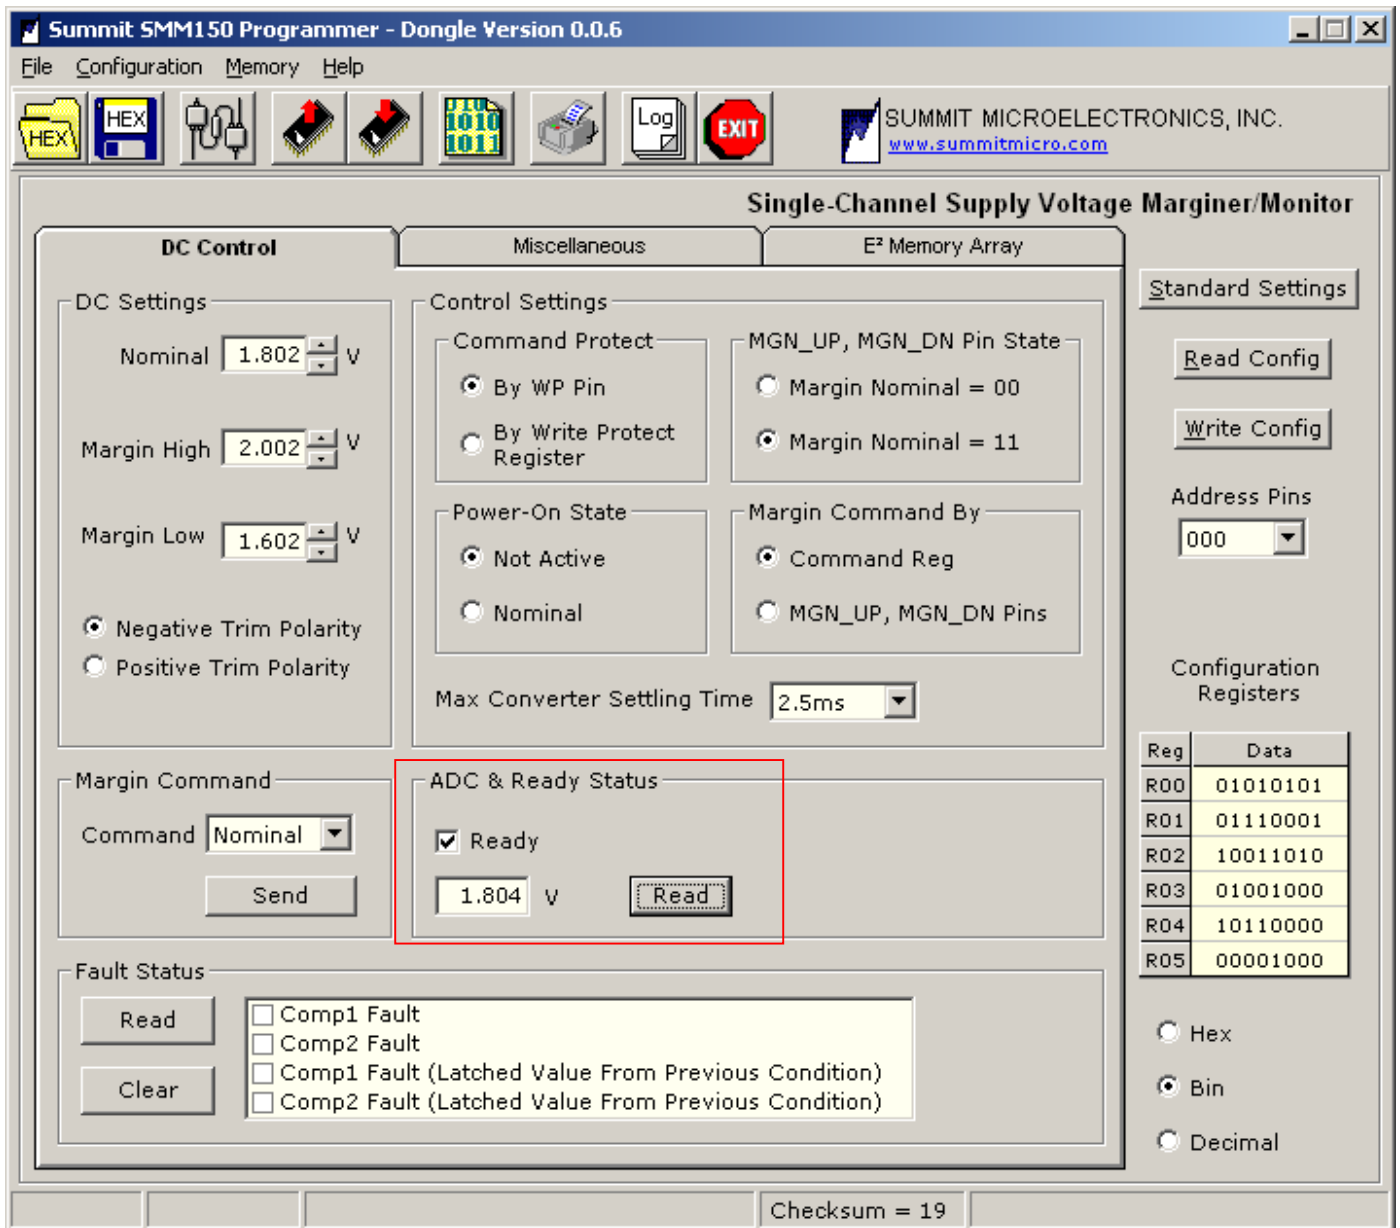 Summit SMM150 Programmer - Dongle Version 0.0.6
File Configuration Memory Help
HEX HEX 1010 1011 Log EXIT
SUMMIT MICROELECTRONICS, INC.
www.summitmicro.com
Single-Channel Supply Voltage Marginer/Monitor
DC Control Miscellaneous E² Memory Array
DC Settings
Nominal 1.802 V
Margin High 2.002 V
Margin Low 1.602 V
Negative Trim Polarity
Positive Trim Polarity
Control Settings
Command Protect
By WP Pin
By Write Protect
Register
MGN_UP, MGN_DN Pin State
Margin Nominal = 00
Margin Nominal = 11
Power-On State
Not Active
Nominal
Margin Command By
Command Reg
MGN_UP, MGN_DN Pins
Max Converter Settling Time 2.5ms
Margin Command
Command Nominal
Send
ADC & Ready Status
Ready
1.804 V Read
Fault Status
Read
Clear
Comp1 Fault
Comp2 Fault
Comp1 Fault (Latched Value From Previous Condition)
Comp2 Fault (Latched Value From Previous Condition)
Standard Settings
Read Config
Write Config
Address Pins
000
Configuration
Registers
Reg Data
R00 01010101
R01 01110001
R02 10011010
R03 01001000
R04 10110000
R05 00001000
Hex
Bin
Decimal
Checksum = 19